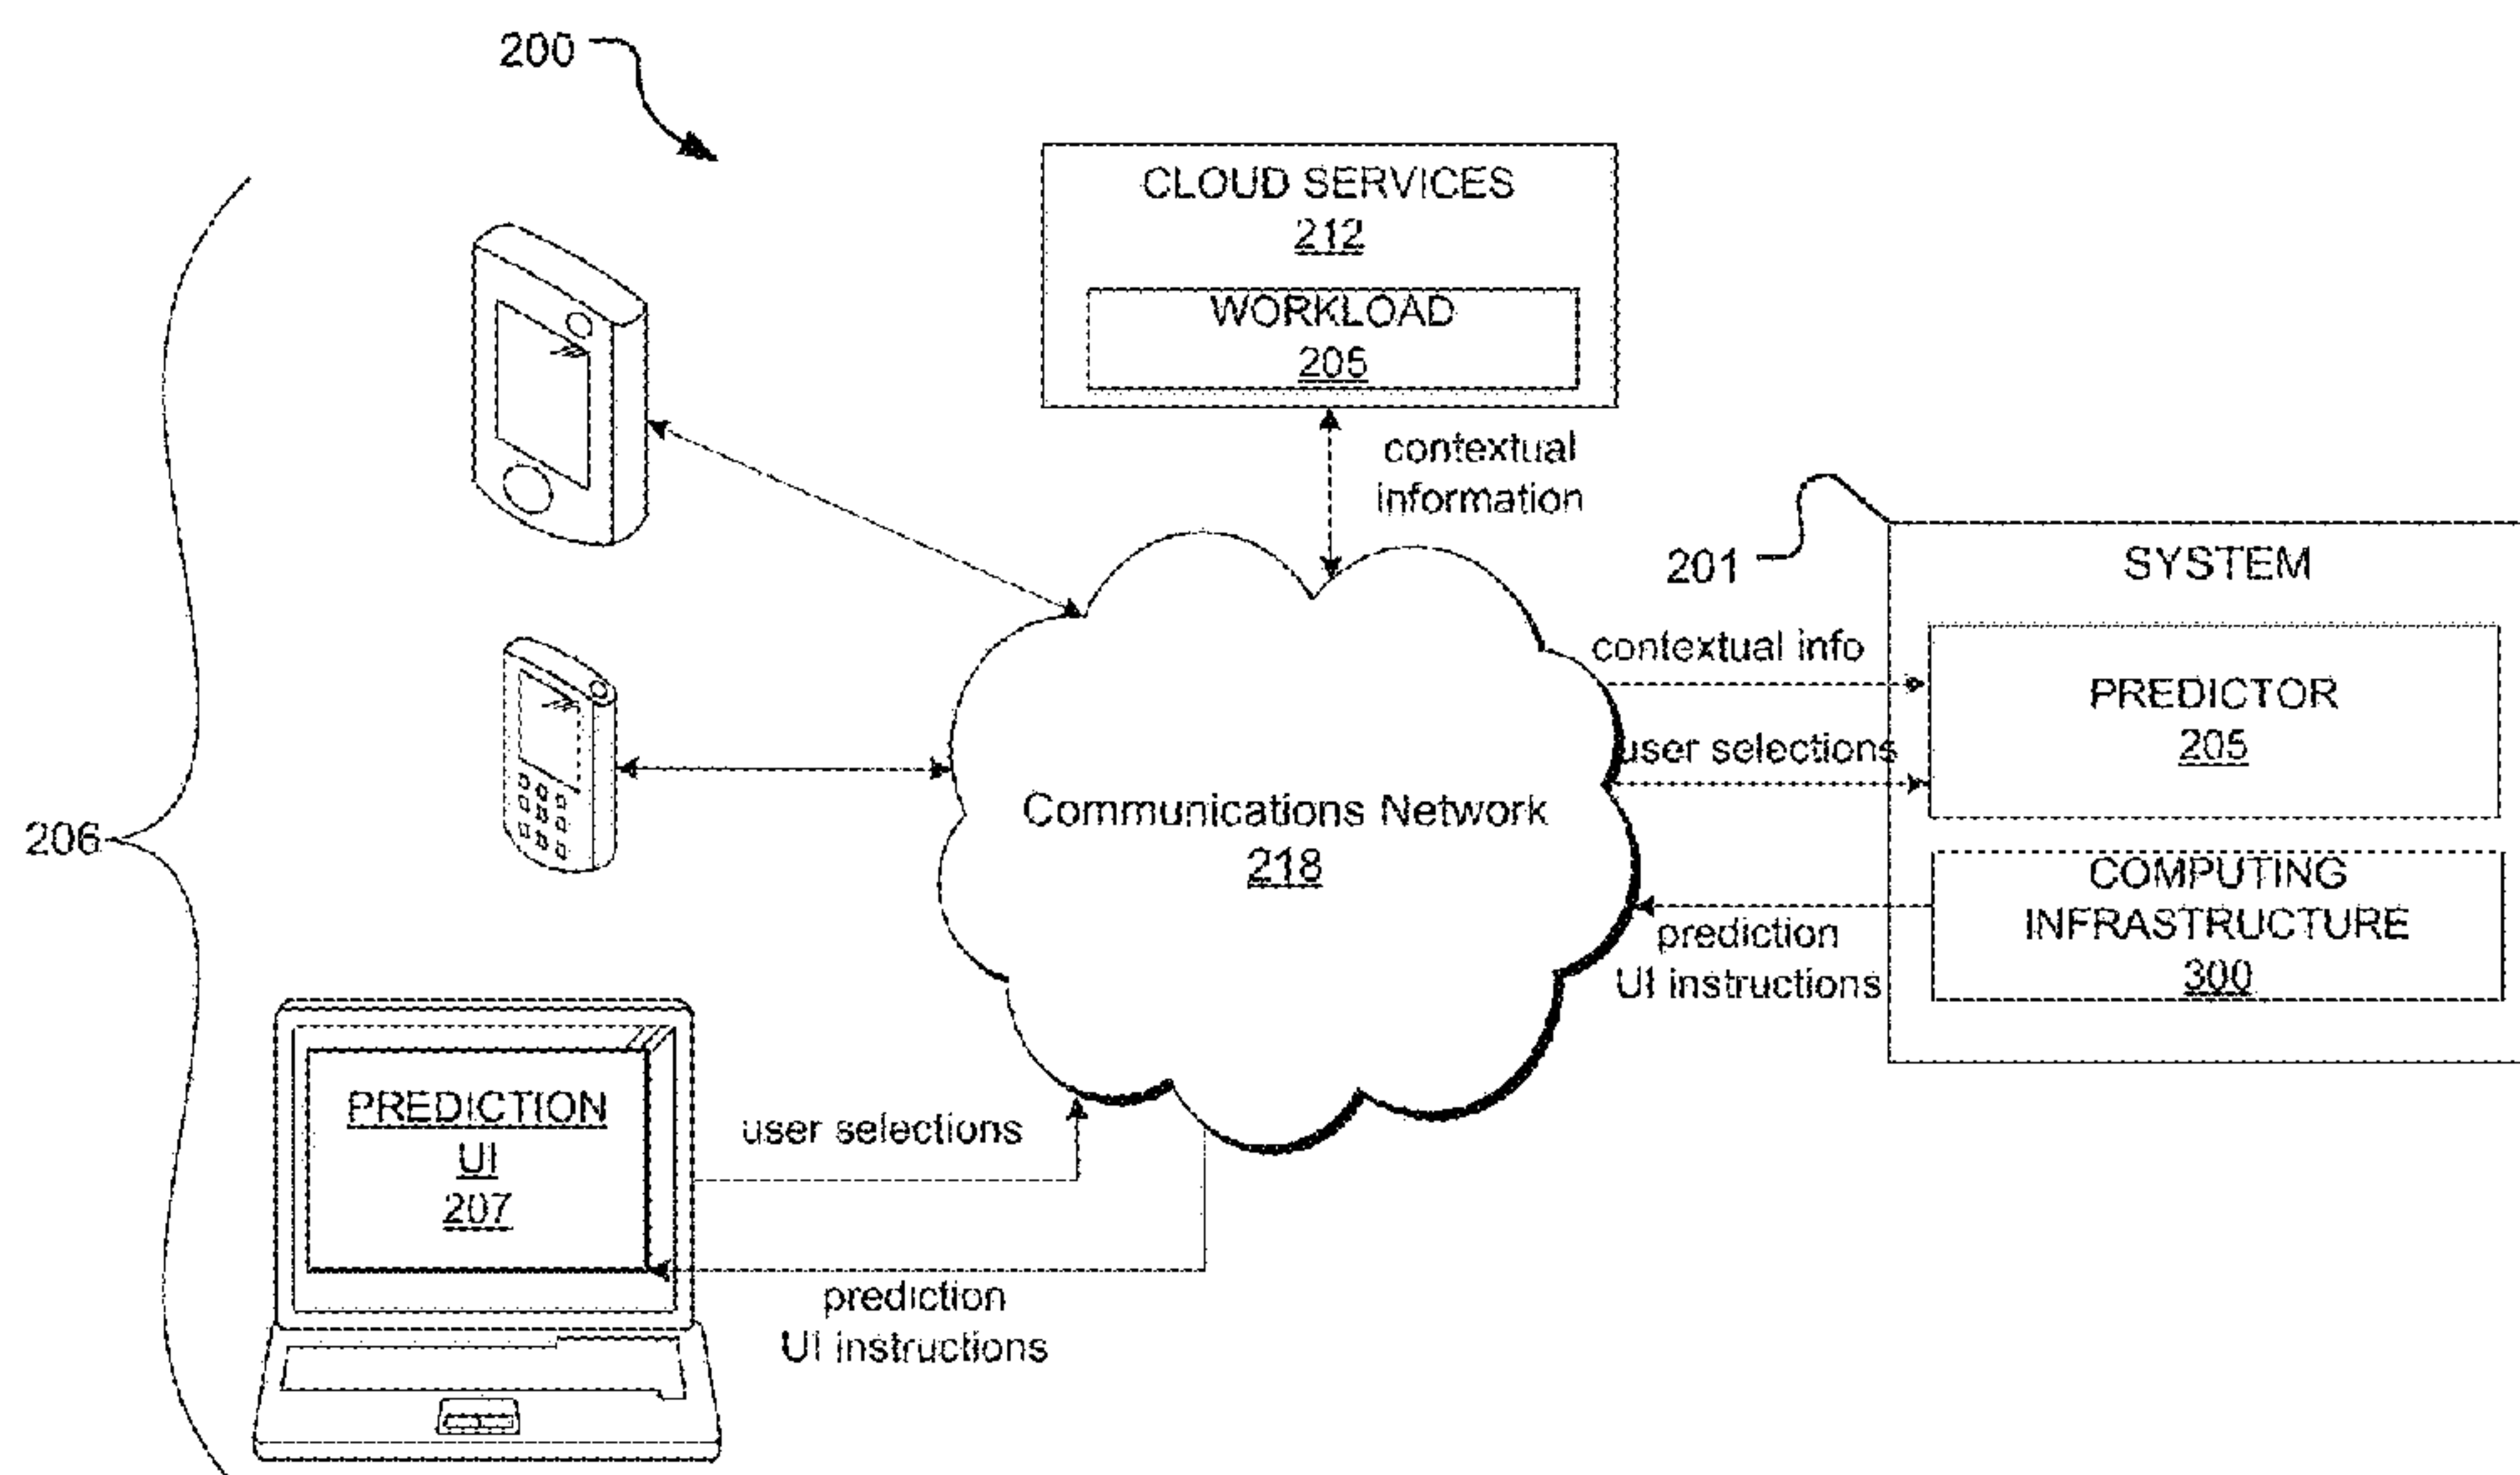 200
CLOUD SERVICES
212
WORKLOAD
205
contextual
information
201
SYSTEM
contextual info
PREDICTOR
205
user selections
Communications Network
218
206
COMPUTING
INFRASTRUCTURE
300
prediction
UI instructions
PREDICTION
UI
207
user selections
prediction
UI instructions